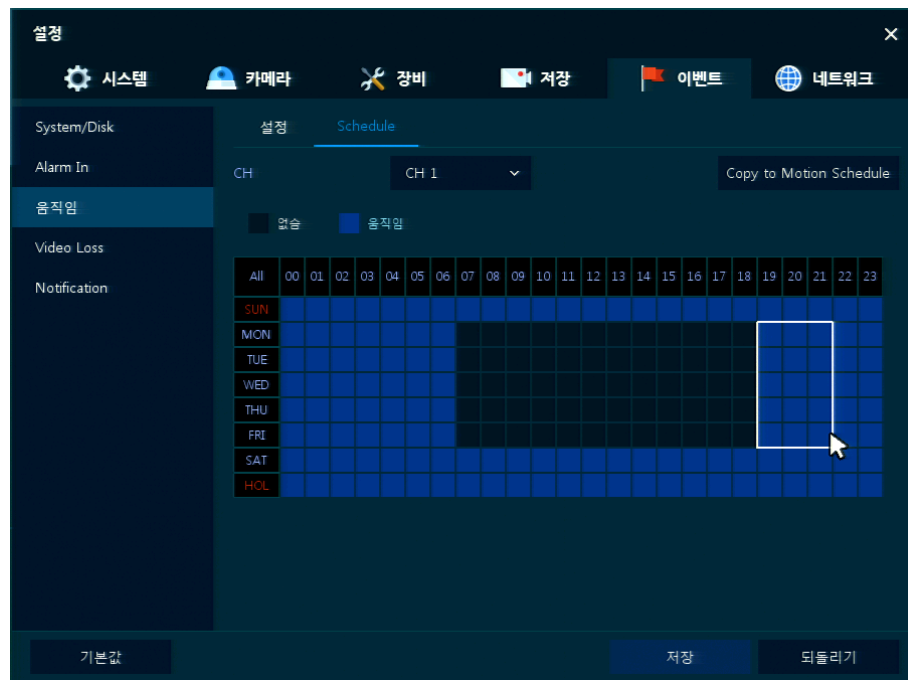 설정
시스템 카메라 장비 저장 이벤트 네트워크
System/Disk
Alarm In
움직임
Video Loss
Notification
설정 Schedule
CH CH 1 Copy to Motion Schedule
없음 움직임
All 00 01 02 03 04 05 06 07 08 09 10 11 12 13 14 15 16 17 18 19 20 21 22 23
SUN
MON
TUE
WED
THU
FRI
SAT
HOL
기본값 저장 되돌리기